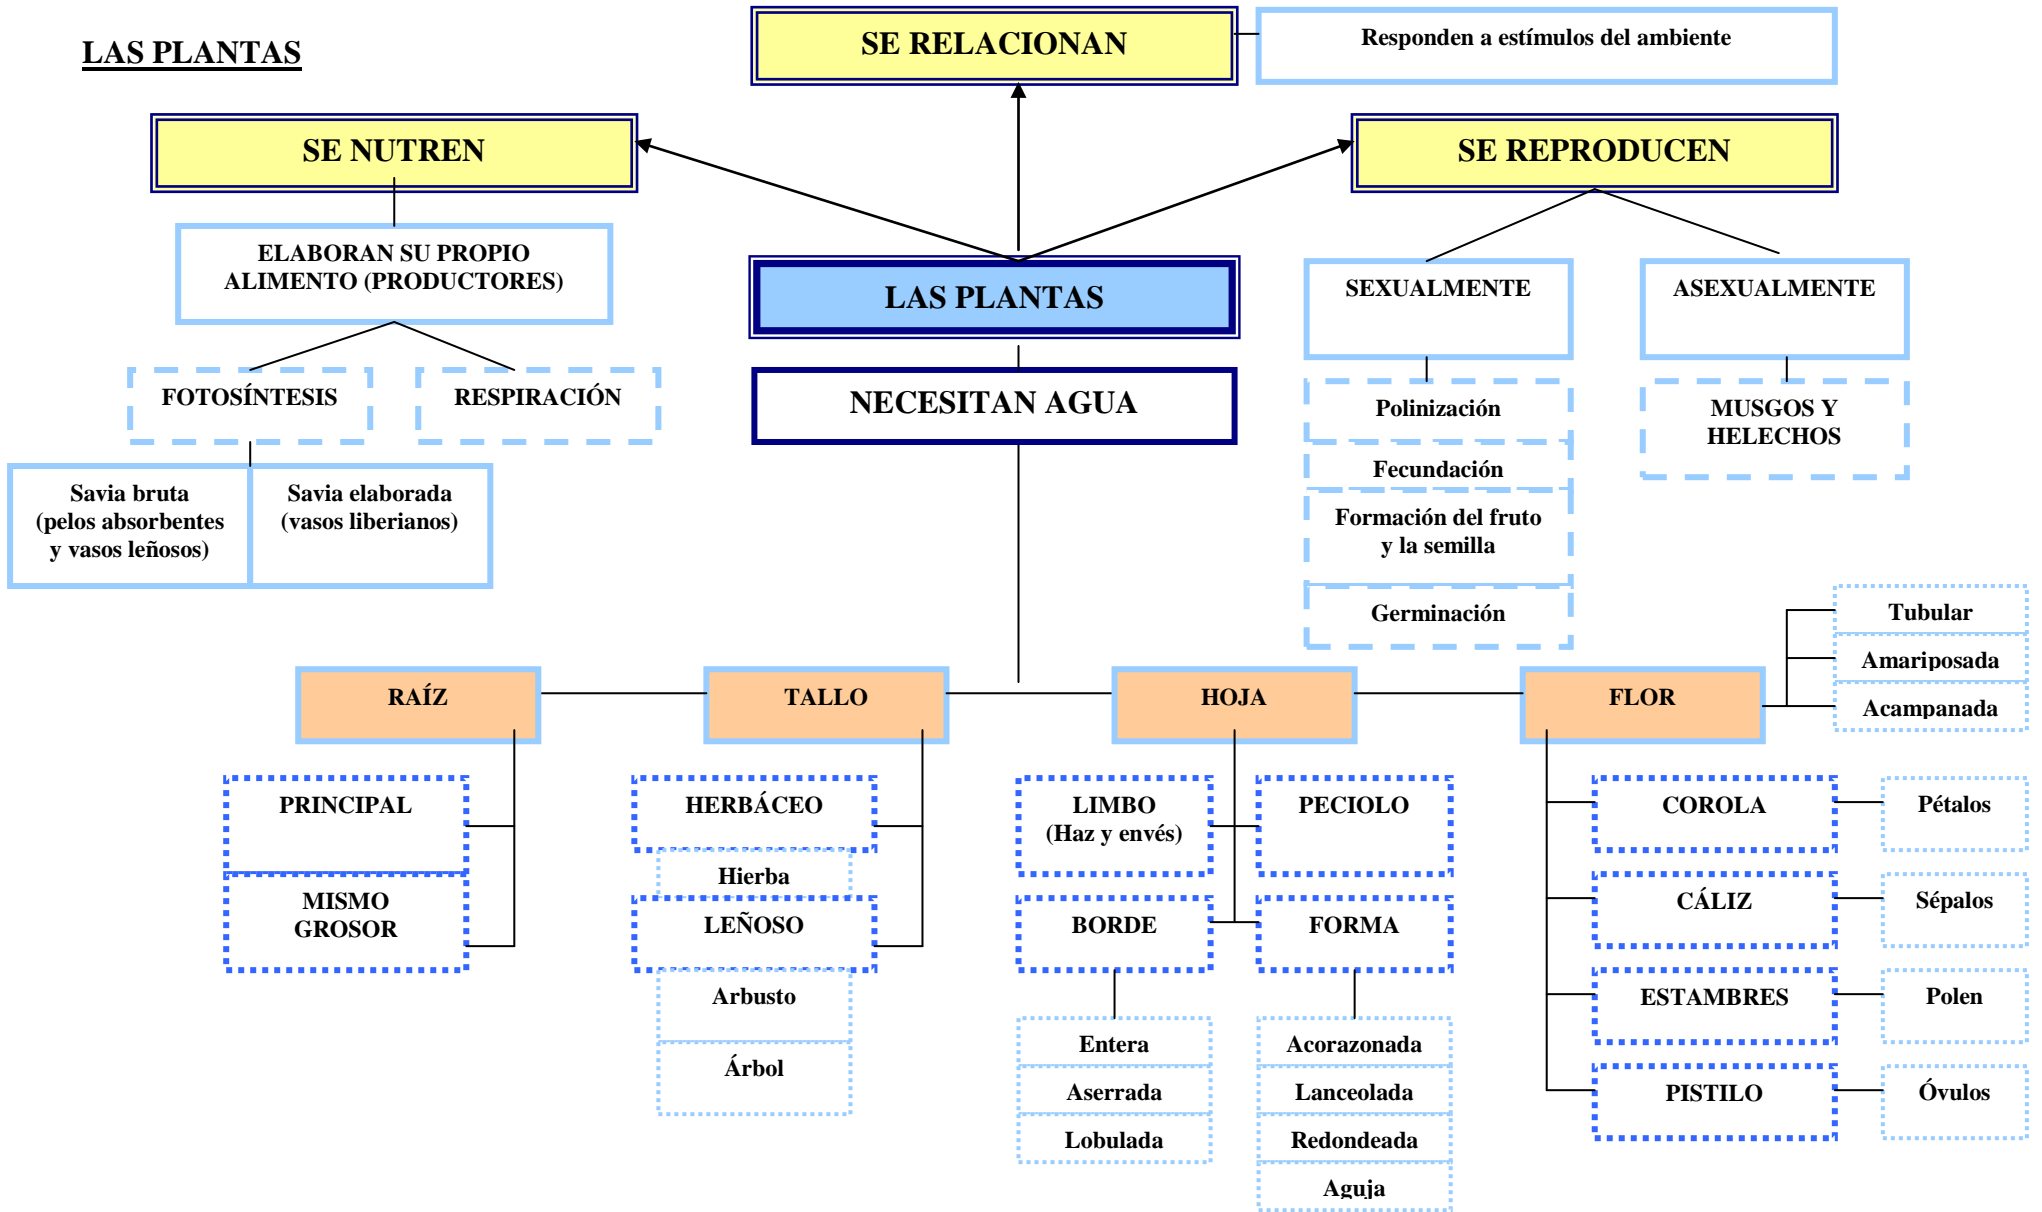 LAS PLANTAS
SE RELACIONAN
Responden a estímulos del ambiente
SE NUTREN
SE REPRODUCEN
ELABORAN SU PROPIO
ALIMENTO (PRODUCTORES)
LAS PLANTAS
SEXUALMENTE
ASEXUALMENTE
FOTOSÍNTESIS
RESPIRACIÓN
NECESITAN AGUA
Polinización
MUSGOS Y
HELECHOS
Fecundación
Savia bruta
(pelos absorbentes
y vasos leñosos)
Savia elaborada
(vasos liberianos)
Formación del fruto
y la semilla
Germinación
Tubular
Amariposada
Acampanada
RAÍZ
TALLO
HOJA
FLOR
PRINCIPAL
MISMO
GROSOR
HERBÁCEO
Hierba
LEÑOSO
Arbusto
Árbol
LIMBO
(Haz y envés)
PECIOLO
BORDE
FORMA
Entera
Aserrada
Lobulada
Acorazonada
Lanceolada
Redondeada
Aguja
COROLA
Pétalos
CÁLIZ
Sépalos
ESTAMBRES
Polen
PISTILO
Óvulos